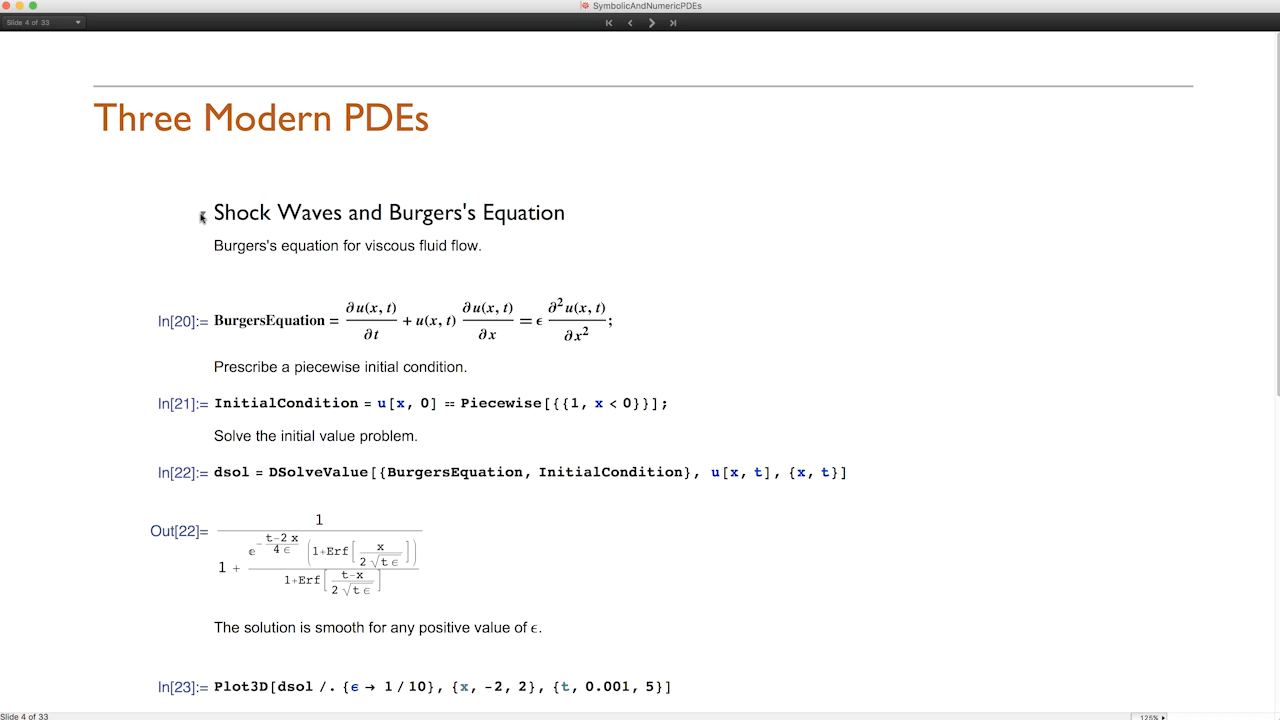 SymbolicAndNumericPDEs
Slide 4 of 33
Three Modern PDEs
Shock Waves and Burgers's Equation
Burgers's equation for viscous fluid flow.
In[20]:= BurgersEquation = ∂u(x, t)/∂t + u(x, t) ∂u(x, t)/∂x == ϵ ∂²u(x, t)/∂x²;
Prescribe a piecewise initial condition.
In[21]:= InitialCondition = u[x, 0] == Piecewise[{{1, x < 0}}];
Solve the initial value problem.
In[22]:= dsol = DSolveValue[{BurgersEquation, InitialCondition}, u[x, t], {x, t}]
Out[22]= 1/(1 + (ⅇ^(-(t-2 x)/(4 ϵ)) (1+Erf[x/(2 √(t ϵ))]))/(1+Erf[(t-x)/(2 √(t ϵ))]))
The solution is smooth for any positive value of ϵ.
In[23]:= Plot3D[dsol /. {ϵ → 1 / 10}, {x, -2, 2}, {t, 0.001, 5}]
Slide 4 of 33
125%